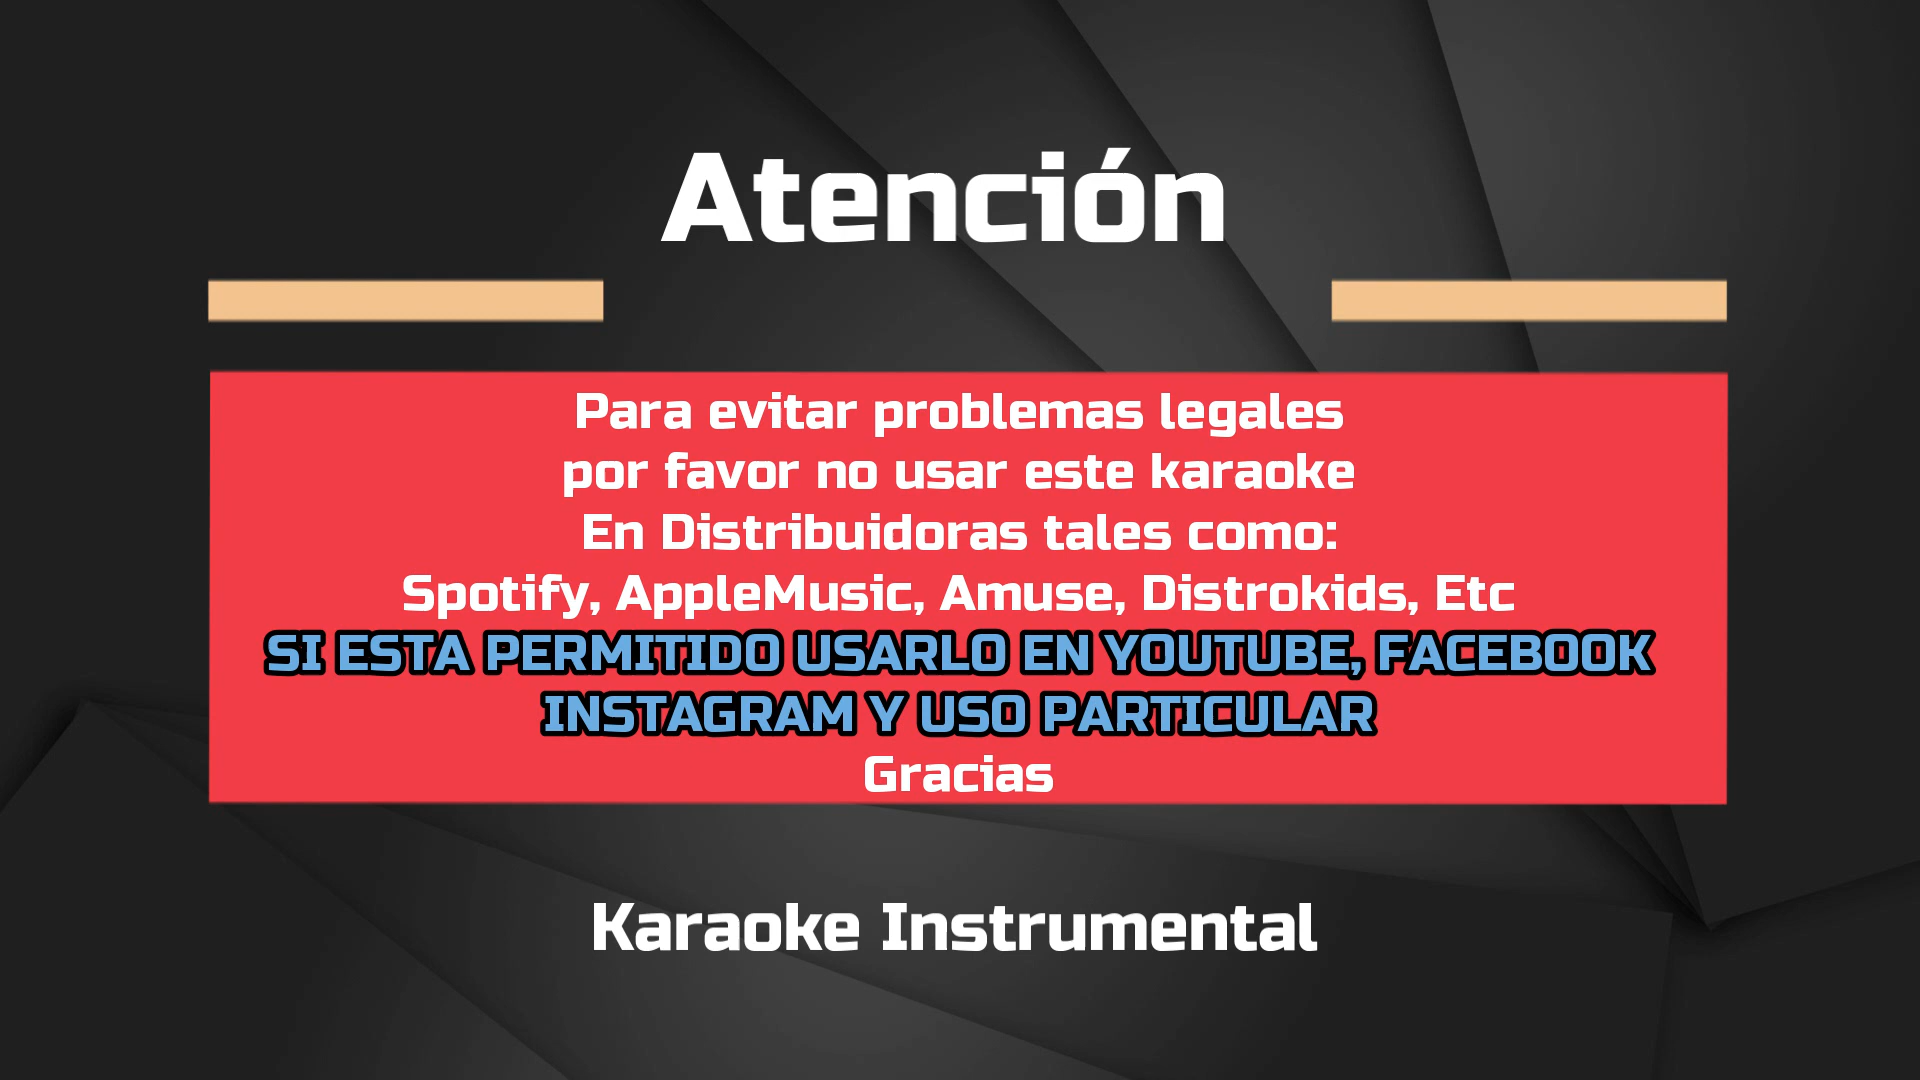 Atención
Para evitar problemas legales
por favor no usar este karaoke
En Distribuidoras tales como:
Spotify, AppleMusic, Amuse, Distrokids, Etc
SI ESTA PERMITIDO USARLO EN YOUTUBE, FACEBOOK
INSTAGRAM Y USO PARTICULAR
Gracias
Karaoke Instrumental